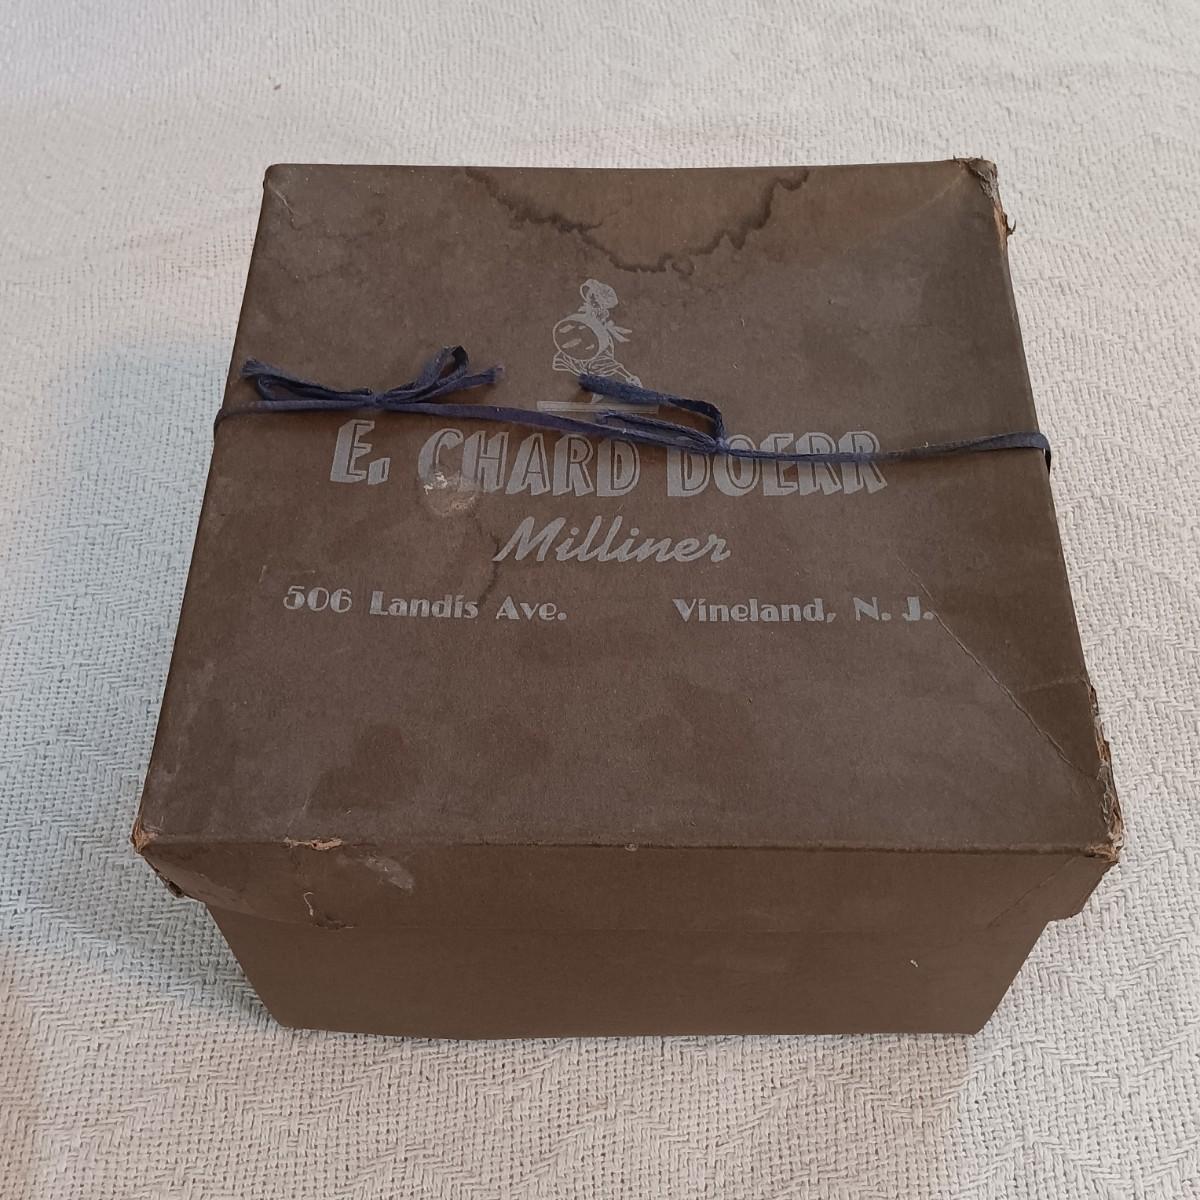 E. CHARD DOERR
Milliner
506 Landis Ave. Vineland, N. J.